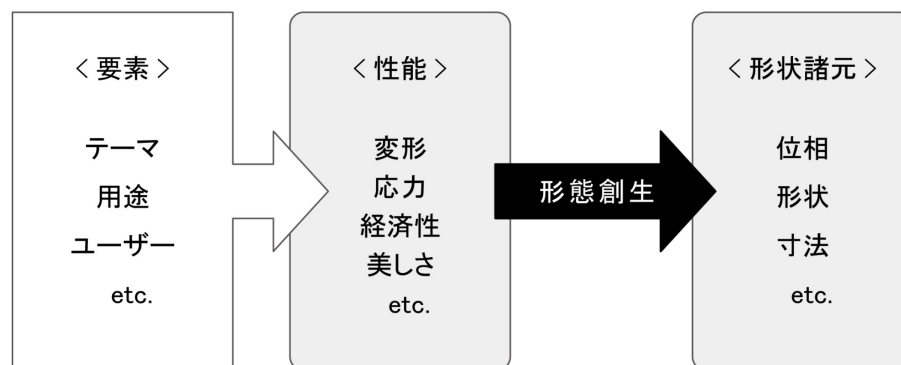 < 要素 >
テーマ
用途
ユーザー
etc.
< 性能 >
変形
応力
経済性
美しさ
etc.
形態創生
< 形状諸元 >
位相
形状
寸法
etc.